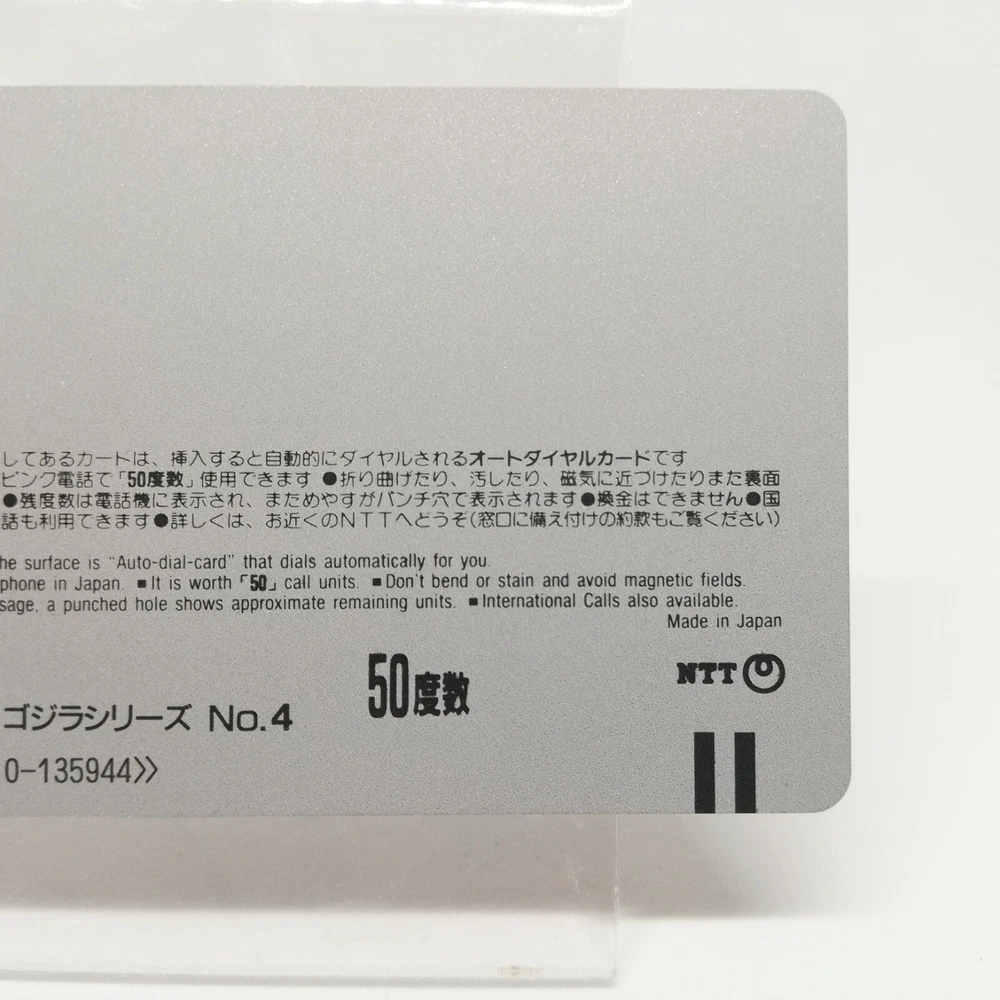 してあるカードは、挿入すると自動的にダイヤルされるオートダイヤルカードです
ピンク電話で「50度数」使用できます ●折り曲げたり、汚したり、磁気に近づけたりまた裏面
●残度数は電話機に表示され、まためやすがパンチ穴で表示されます●換金はできません●国
話も利用できます●詳しくは、お近くのNTTへどうぞ(窓口に備え付けの約款もご覧ください)
he surface is "Auto-dial-card" that dials automatically for you.
phone in Japan. ■It is worth「50」call units. ■Don't bend or stain and avoid magnetic fields.
sage, a punched hole shows approximate remaining units. ■International Calls also available.
Made in Japan
50度数
NTT
ゴジラシリーズ No.4
0-135944》